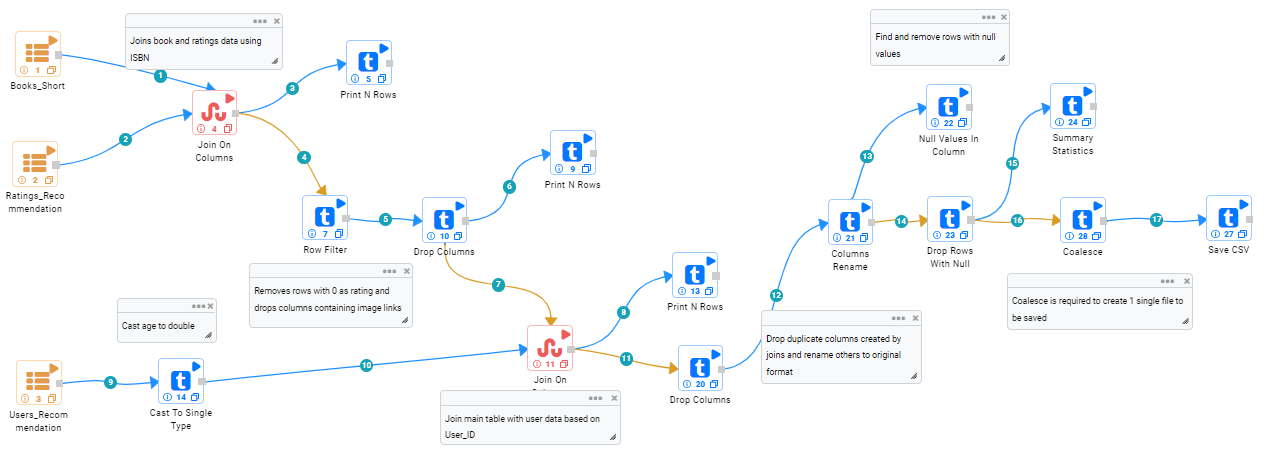 Joins book and ratings data using
ISBN
Find and remove rows with null
values
1
Books_Short
1
5
Print N Rows
3
4
Join On
Columns
2
2
Ratings_Reco
mmendation
4
9
Print N Rows
6
7
Row Filter
5
10
Drop Columns
22
Null Values In
Column
13
24
Summary
Statistics
15
21
Columns
Rename
14
23
Drop Rows
With Null
16
28
Coalesce
17
27
Save CSV
Removes rows with 0 as rating and
drops columns containing image links
7
13
Print N Rows
8
12
Coalesce is required to create 1 single file to
be saved
Cast age to double
Drop duplicate columns created by
joins and rename others to original
format
3
Users_Recom
mendation
9
14
Cast To Single
Type
10
11
Join On
11
20
Drop Columns
Join main table with user data based on
User_ID